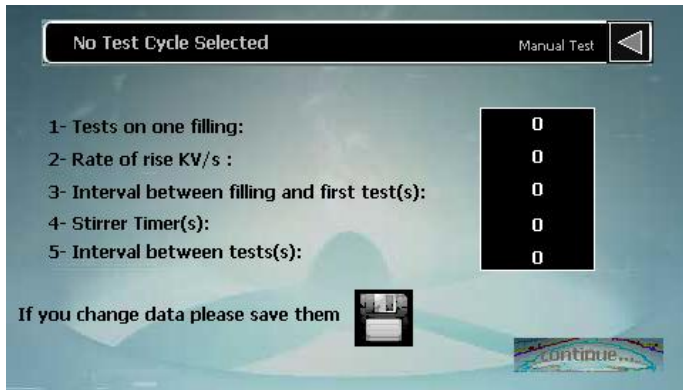 No Test Cycle Selected Manual Test
1- Tests on one filling: 0
2- Rate of rise KV/s : 0
3- Interval between filling and first test(s): 0
4- Stirrer Timer(s): 0
5- Interval between tests(s): 0
If you change data please save them
continue...